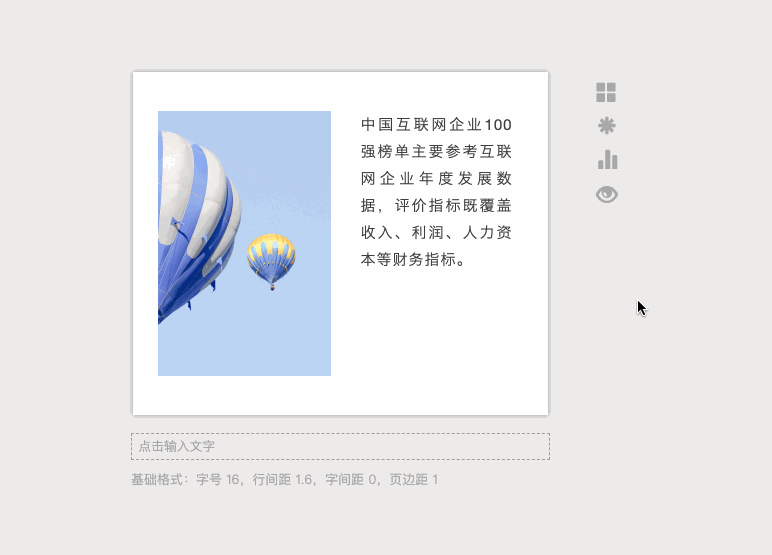 中国互联网企业100
强榜单主要参考互联
网企业年度发展数
据，评价指标既覆盖
收入、利润、人力资
本等财务指标。
点击输入文字
基础格式：字号 16，行间距 1.6，字间距 0，页边距 1